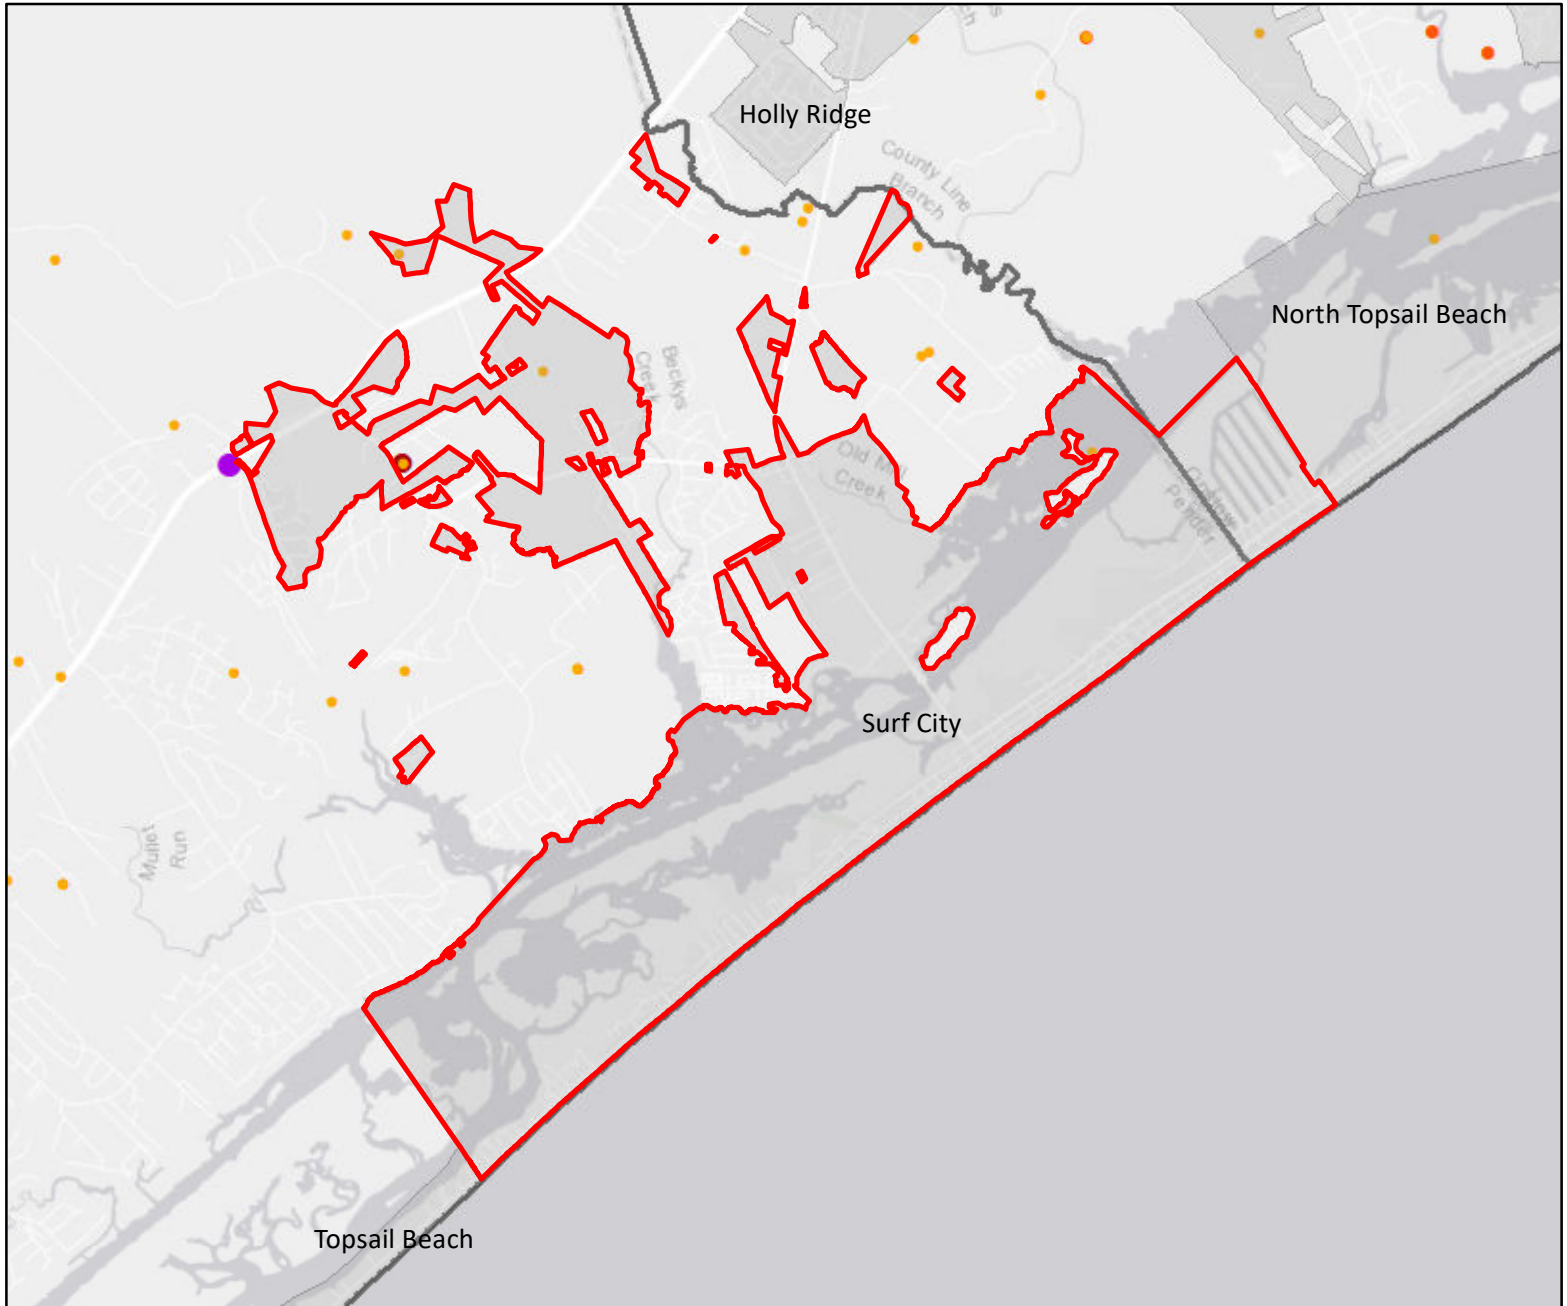 Holly Ridge
County Line
Branch
North Topsail Beach
Beckys
Creek
Old Mill
Creek
Onslow
Pender
Surf City
Mullet
Run
Topsail Beach